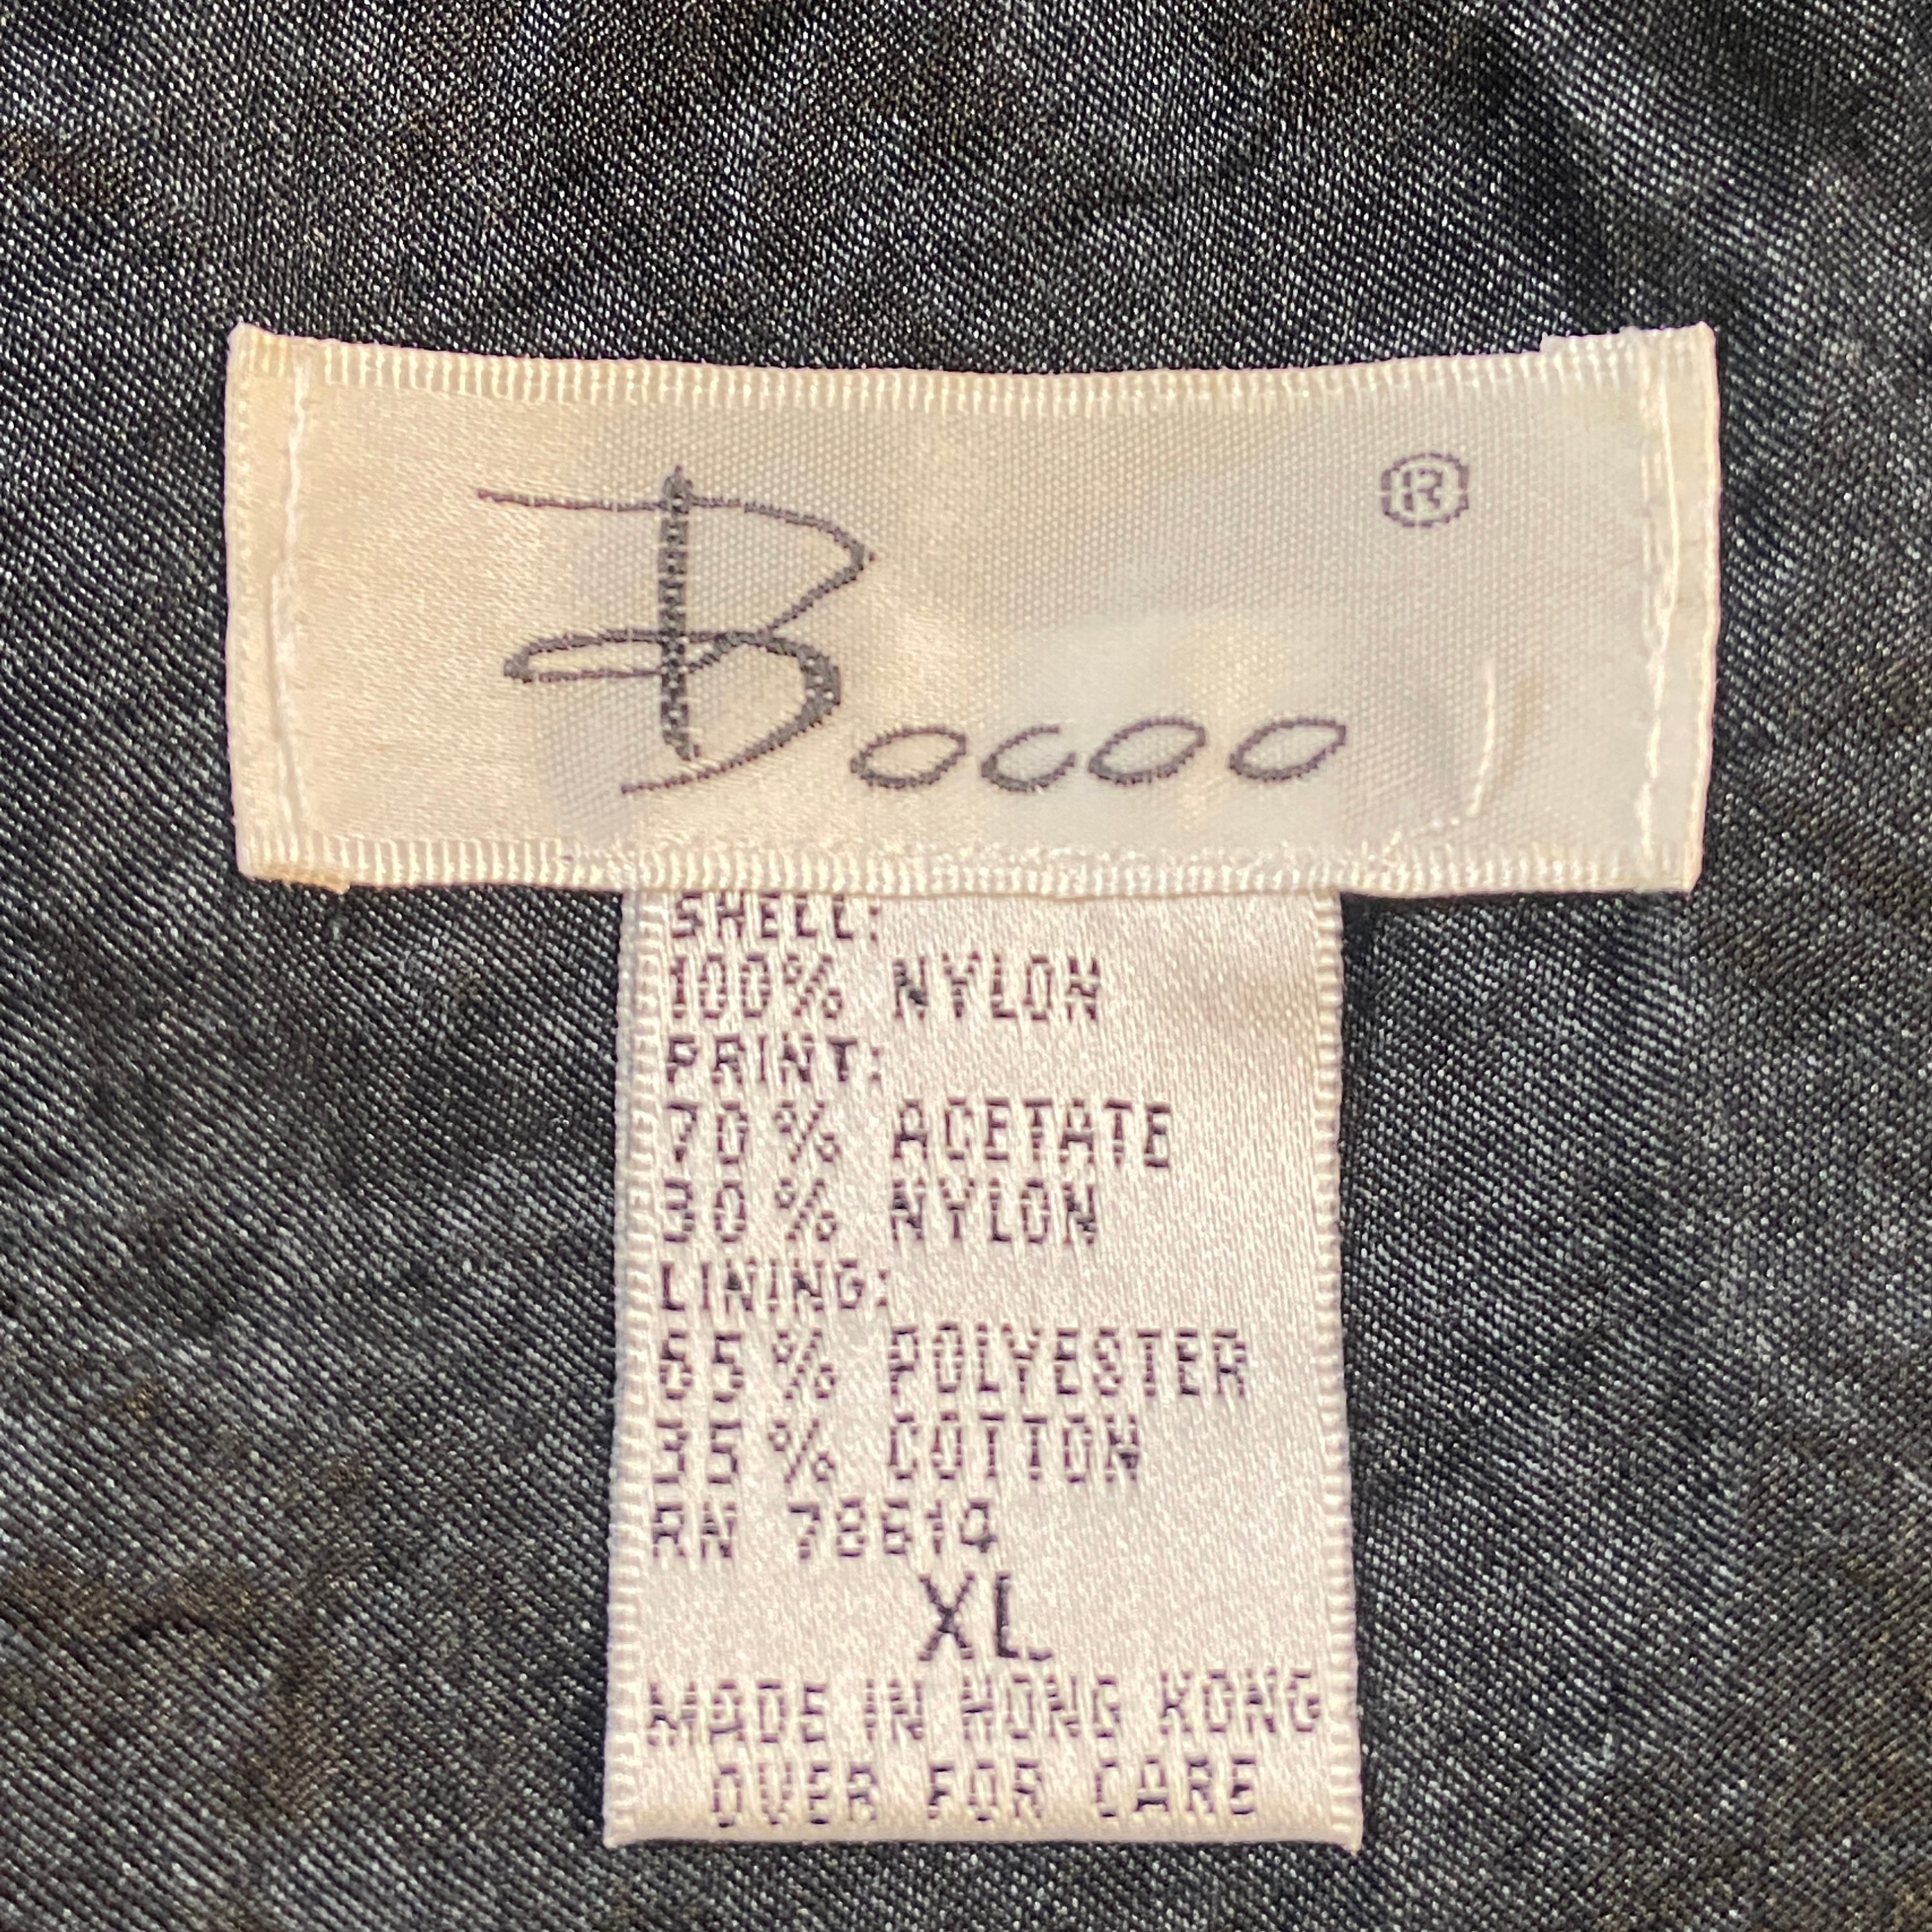 Bocoo ®
SHELL:
100% NYLON
PRINT:
70% ACETATE
30% NYLON
LINING:
65% POLYESTER
35% COTTON
RN 78614
XL
MADE IN HONG KONG
OVER FOR CARE